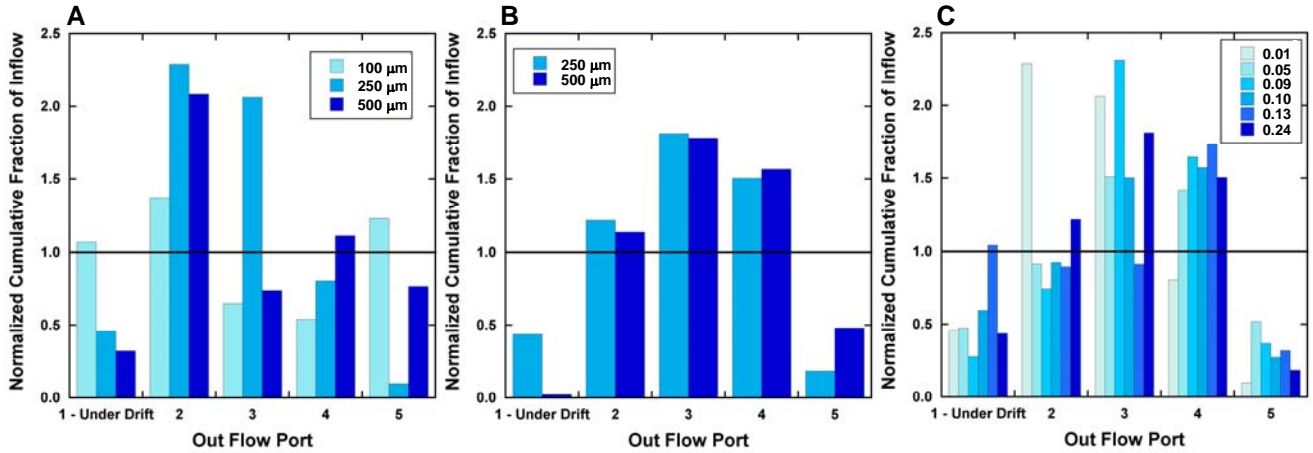 A
Normalized Cumulative Fraction of Inflow
2.5
2.0
1.5
1.0
0.5
0.0
100 µm
250 µm
500 µm
1 - Under Drift 2 3 4 5
Out Flow Port
B
Normalized Cumulative Fraction of Inflow
2.5
2.0
1.5
1.0
0.5
0.0
250 µm
500 µm
1 - Under Drift 2 3 4 5
Out Flow Port
C
Normalized Cumulative Fraction of Inflow
2.5
2.0
1.5
1.0
0.5
0.0
0.01
0.05
0.09
0.10
0.13
0.24
1 - Under Drift 2 3 4 5
Out Flow Port